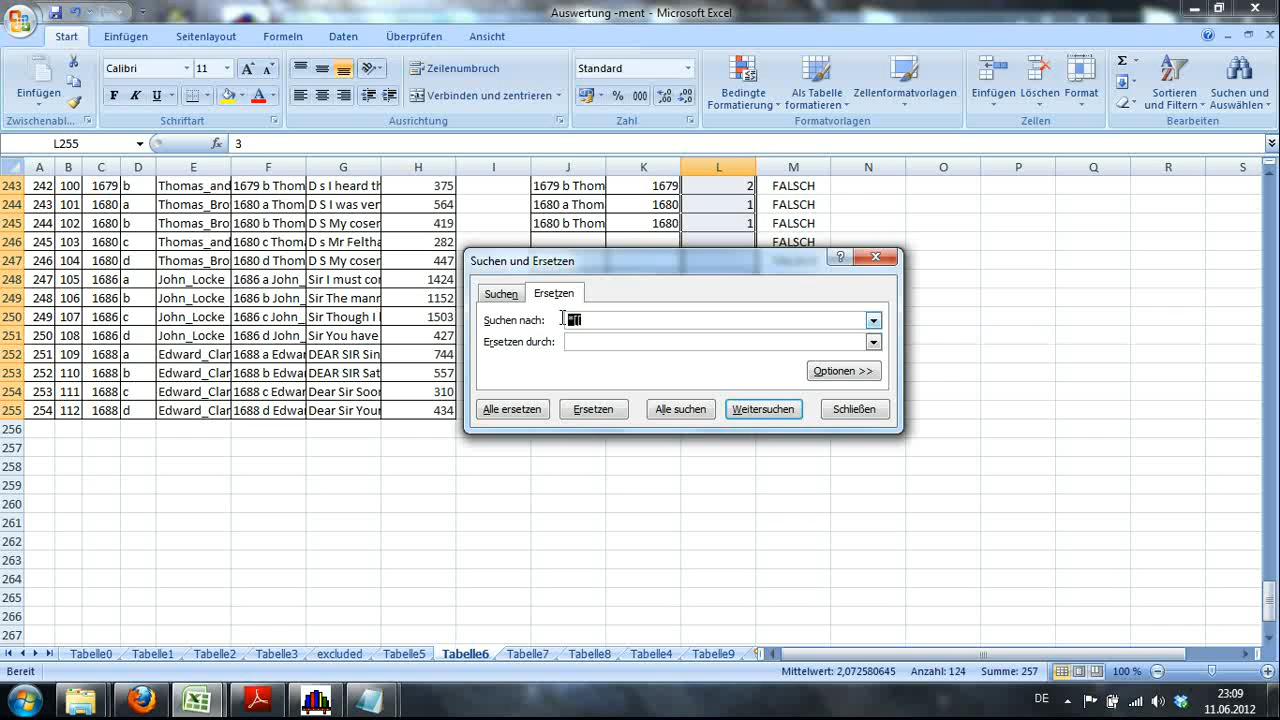 Auswertung -ment - Microsoft Excel
Start Einfügen Seitenlayout Formeln Daten Überprüfen Ansicht
Calibri 11 Zeilenumbruch Standard
Einfügen F K U Verbinden und zentrieren % 000 Bedingte Formatierung Als Tabelle formatieren Zellenformatvorlagen Einfügen Löschen Format Sortieren und Filtern Suchen und Auswählen
Zwischenabl... Schriftart Ausrichtung Zahl Formatvorlagen Zellen Bearbeiten
L255 fx 3
A B C D E F G H I J K L M N O P Q R S
243 242 100 1679 b Thomas_and 1679 b Thom D s I heard th 375 1679 b Thom 1679 2 FALSCH
244 243 101 1680 a Thomas_Bro 1680 a Thom D S I was ver 564 1680 a Thom 1680 1 FALSCH
245 244 102 1680 b Thomas_Bro 1680 b Thom D S My coser 419 1680 b Thom 1680 1 FALSCH
246 245 103 1680 c Thomas_and 1680 c Thoma D s Mr Feltha 282 FALSCH
247 246 104 1680 d Thomas_Bro 1680 d Thom D S My cosen 447
248 247 105 1686 a John_Locke 1686 a John_ Sir I must con 1424
249 248 106 1686 b John_Locke 1686 b John_ Sir The mann 1152
250 249 107 1686 c John_Locke 1686 c John_ Sir Though I l 1503
251 250 108 1686 d John_Locke 1686 d John_ Sir You have 427
252 251 109 1688 a Edward_Clar 1688 a Edwar DEAR SIR Sin 744
253 252 110 1688 b Edward_Clar 1688 b Edwar DEAR SIR Sat 557
254 253 111 1688 c Edward_Clar 1688 c Edwar Dear Sir Soor 310
255 254 112 1688 d Edward_Clar 1688 d Edwar Dear Sir Your 434
256
257
258
259
260
261
262
263
264
265
266
267
Suchen und Ersetzen
Suchen Ersetzen
Suchen nach:
Ersetzen durch:
Optionen >>
Alle ersetzen Ersetzen Alle suchen Weitersuchen Schließen
Tabelle0 Tabelle1 Tabelle2 Tabelle3 excluded Tabelle5 Tabelle6 Tabelle7 Tabelle8 Tabelle4 Tabelle9
Bereit Mittelwert: 2,072580645 Anzahl: 124 Summe: 257 100 %
DE 23:09
11.06.2012